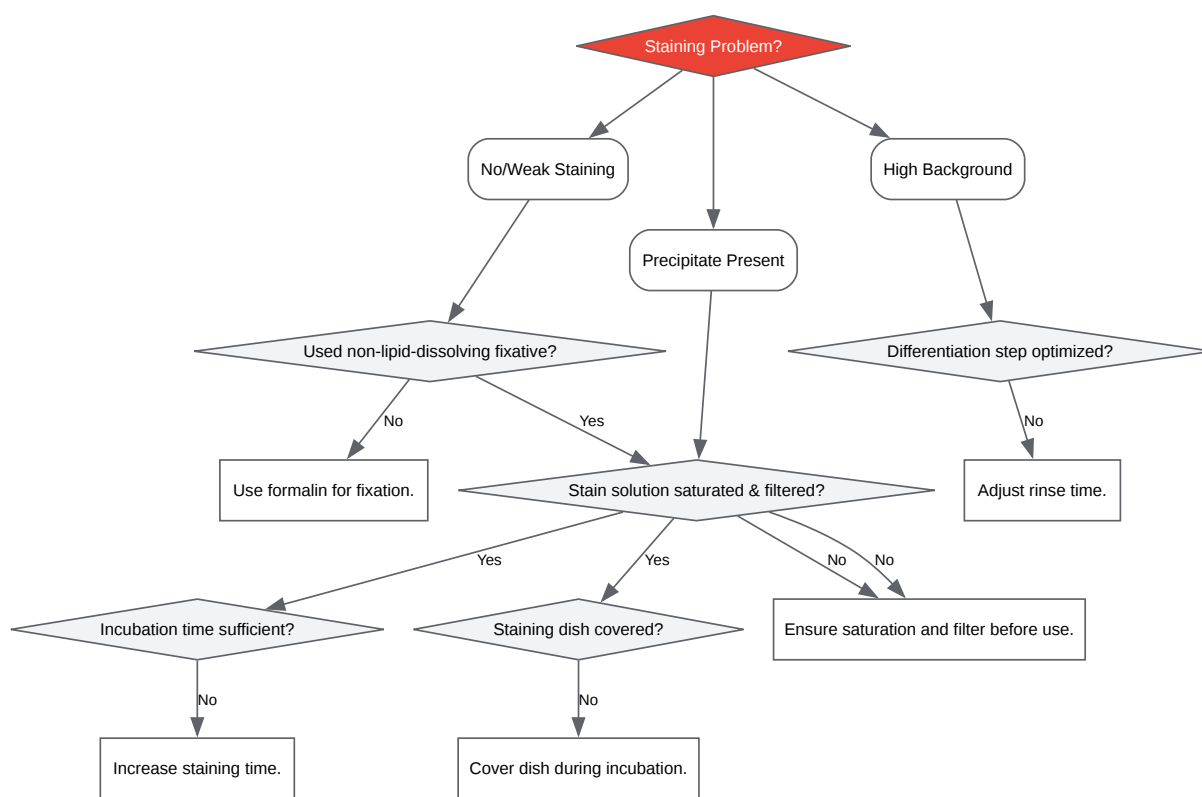 Staining Problem?
No/Weak Staining
High Background
Precipitate Present
Used non-lipid-dissolving fixative?
Differentiation step optimized?
No
Yes
No
Use formalin for fixation.
Stain solution saturated & filtered?
Adjust rinse time.
Yes
Yes
No
No
Incubation time sufficient?
Staining dish covered?
Ensure saturation and filter before use.
No
No
Increase staining time.
Cover dish during incubation.